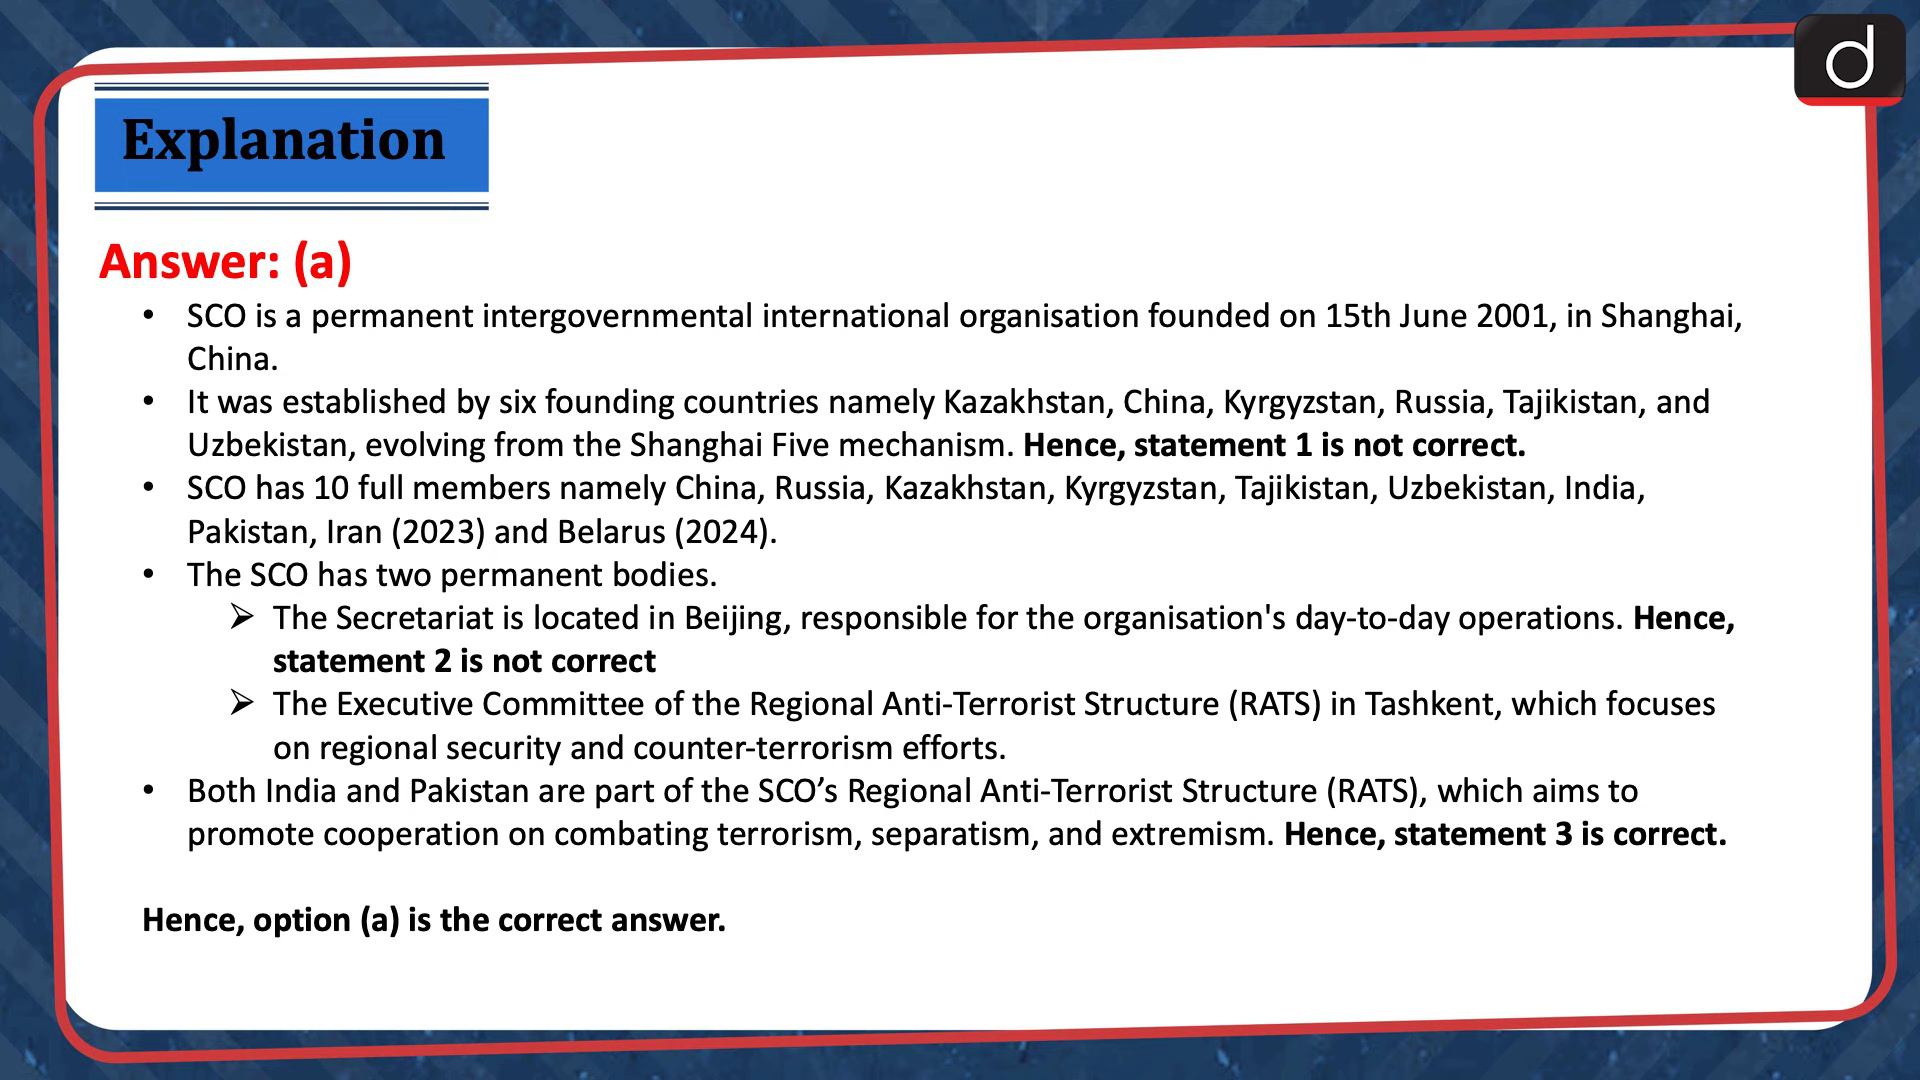 d
Explanation
Answer: (a)
• SCO is a permanent intergovernmental international organisation founded on 15th June 2001, in Shanghai,
China.
• It was established by six founding countries namely Kazakhstan, China, Kyrgyzstan, Russia, Tajikistan, and
Uzbekistan, evolving from the Shanghai Five mechanism. Hence, statement 1 is not correct.
• SCO has 10 full members namely China, Russia, Kazakhstan, Kyrgyzstan, Tajikistan, Uzbekistan, India,
Pakistan, Iran (2023) and Belarus (2024).
• The SCO has two permanent bodies.
➢ The Secretariat is located in Beijing, responsible for the organisation's day-to-day operations. Hence,
statement 2 is not correct
➢ The Executive Committee of the Regional Anti-Terrorist Structure (RATS) in Tashkent, which focuses
on regional security and counter-terrorism efforts.
• Both India and Pakistan are part of the SCO’s Regional Anti-Terrorist Structure (RATS), which aims to
promote cooperation on combating terrorism, separatism, and extremism. Hence, statement 3 is correct.
Hence, option (a) is the correct answer.